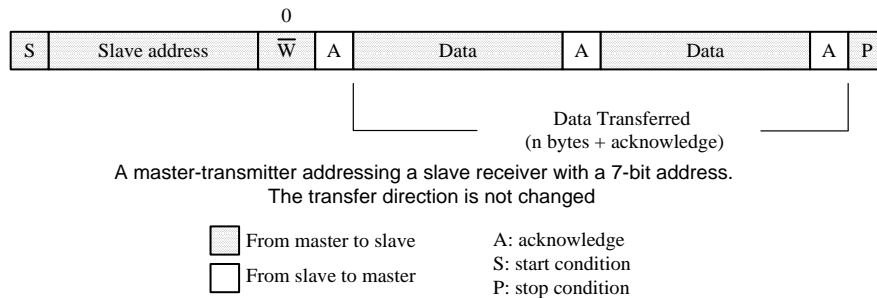 0
S Slave address W̅ A Data A Data A P
Data Transferred
(n bytes + acknowledge)
A master-transmitter addressing a slave receiver with a 7-bit address.
The transfer direction is not changed
From master to slave
From slave to master
A: acknowledge
S: start condition
P: stop condition